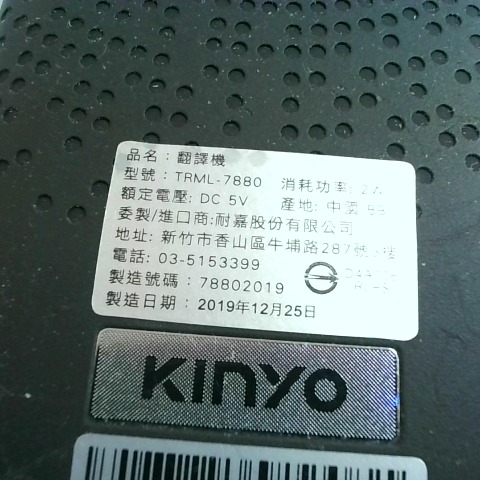 品名：翻譯機
型號：TRML-7880 消耗功率: 2A
額定電壓: DC 5V 產地: 中國
委製/進口商:耐嘉股份有限公司
地址: 新竹市香山區牛埔路287號
電話: 03-5153399
製造號碼：78802019
製造日期：2019年12月25日
KINYO